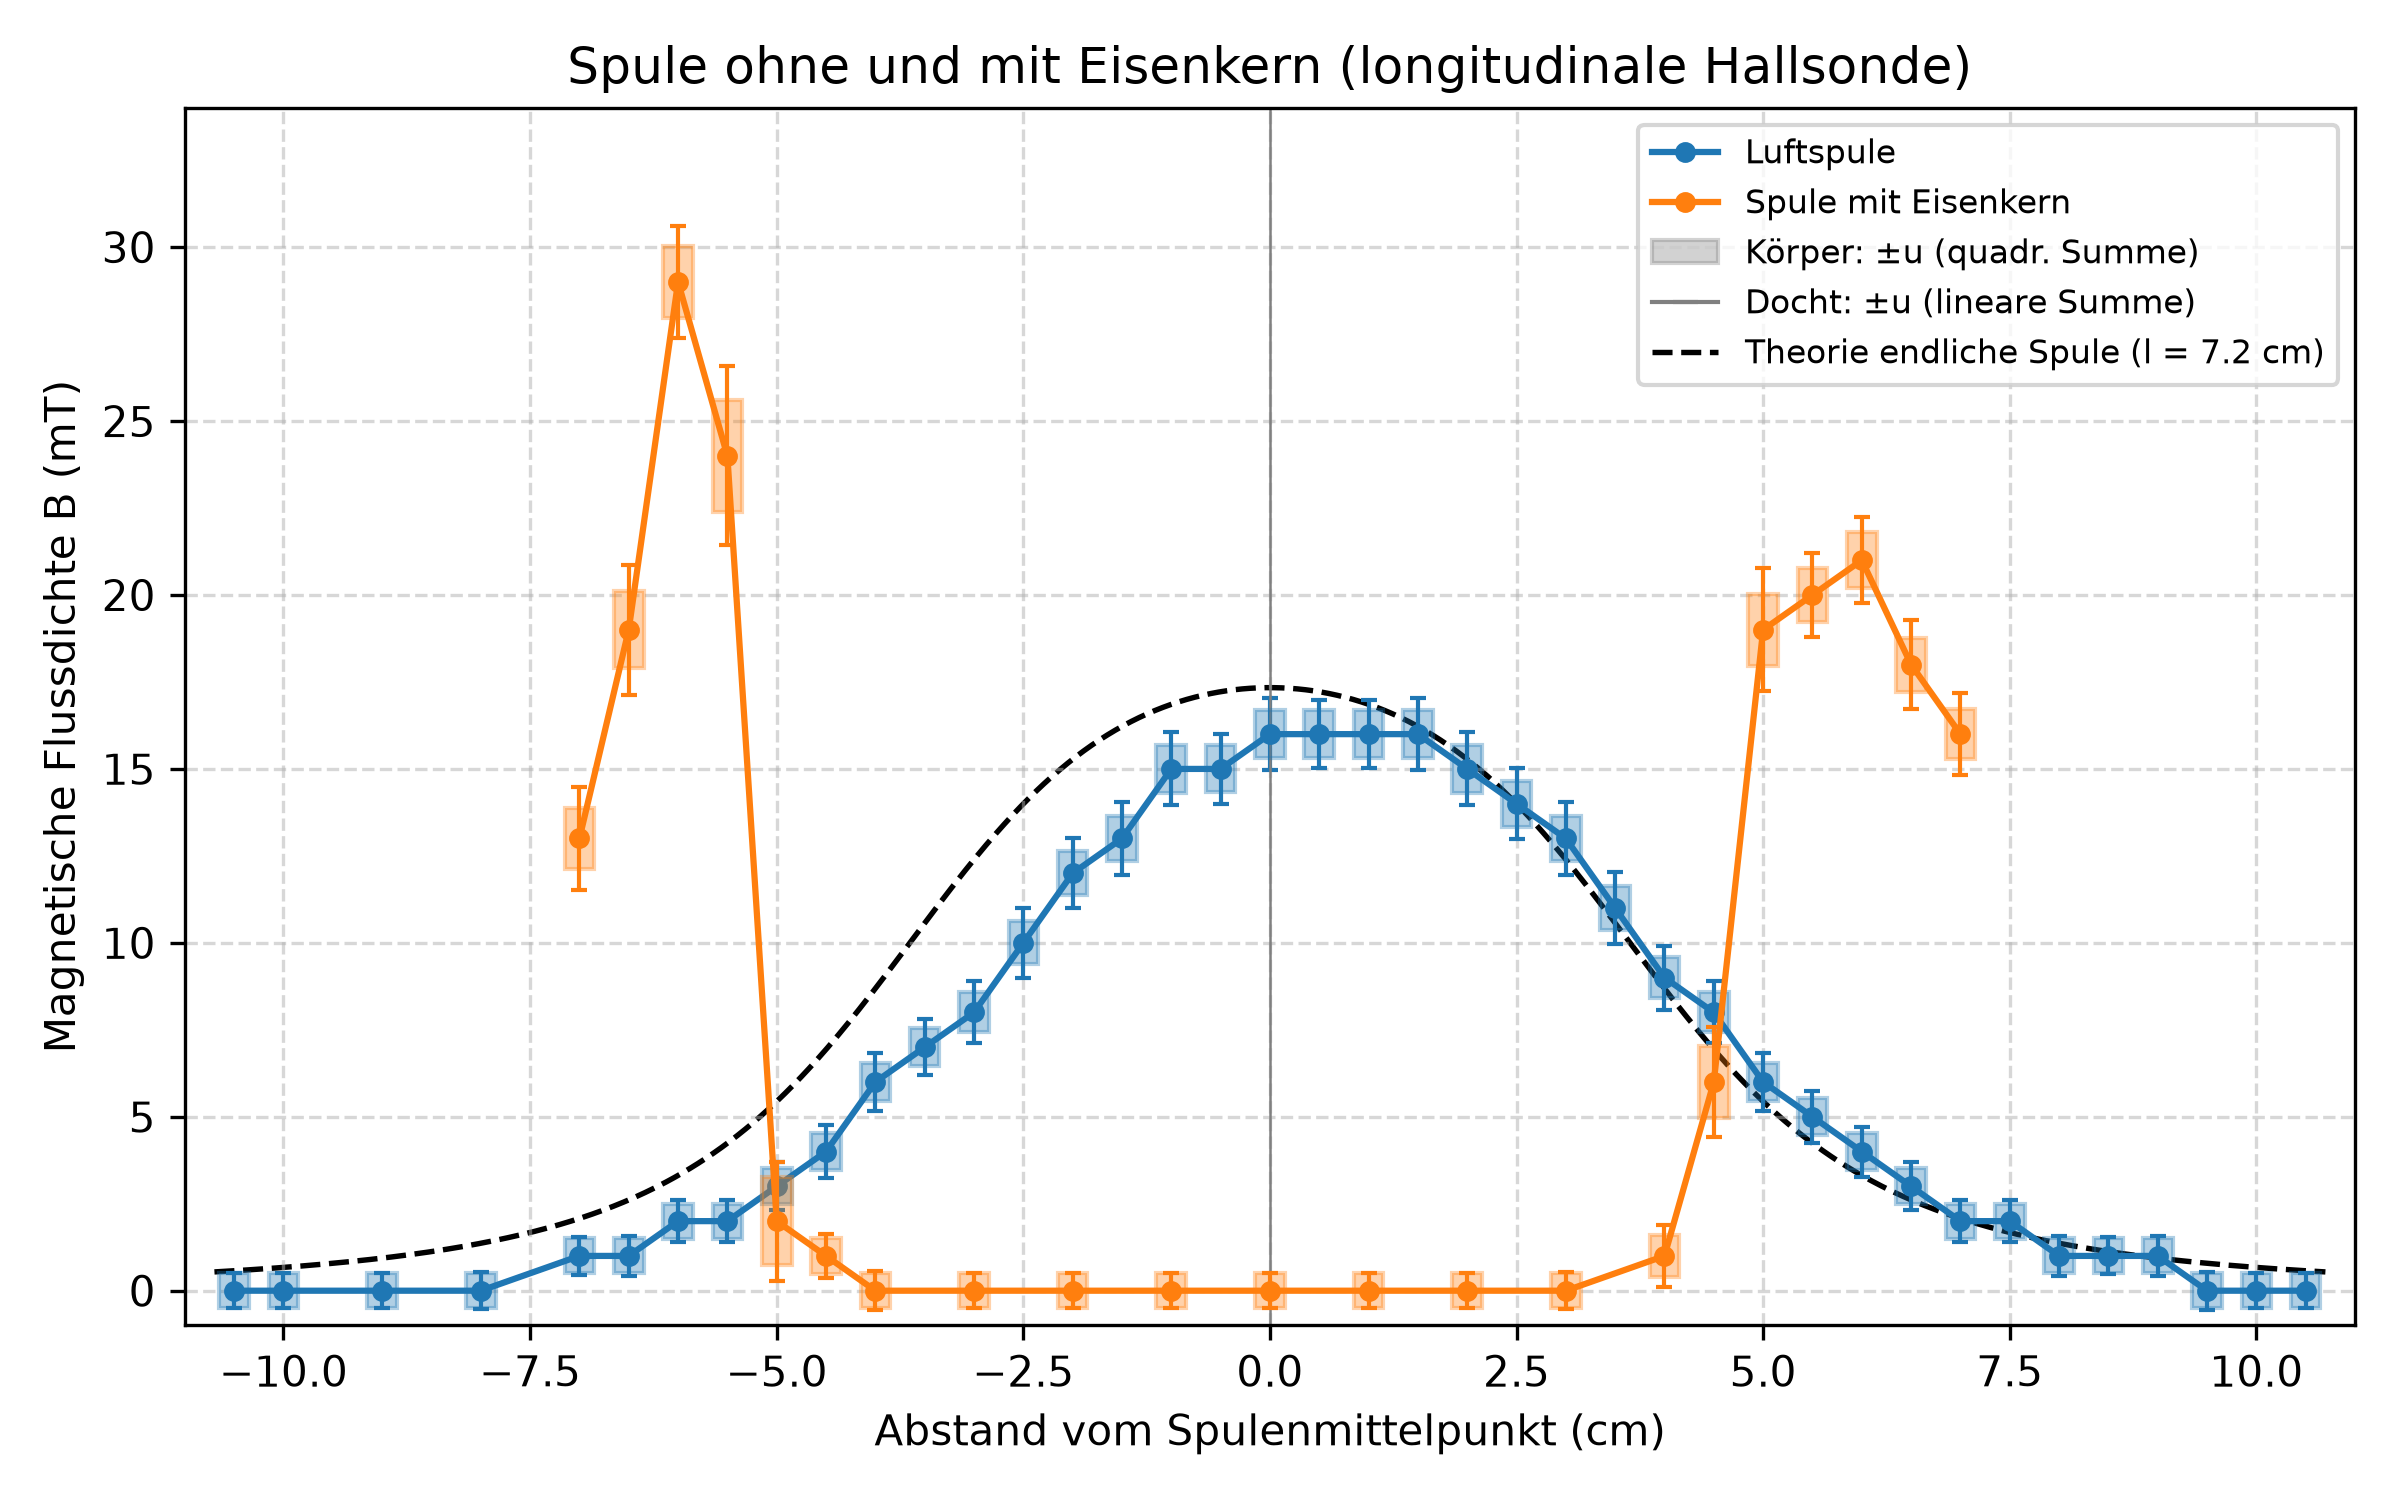 Spule ohne und mit Eisenkern (longitudinale Hallsonde)
Luftspule
Spule mit Eisenkern
Körper: ±u (quadr. Summe)
Docht: ±u (lineare Summe)
Theorie endliche Spule (l = 7.2 cm)
Magnetische Flussdichte B (mT)
30
25
20
15
10
5
0
−10.0 −7.5 −5.0 −2.5 0.0 2.5 5.0 7.5 10.0
Abstand vom Spulenmittelpunkt (cm)